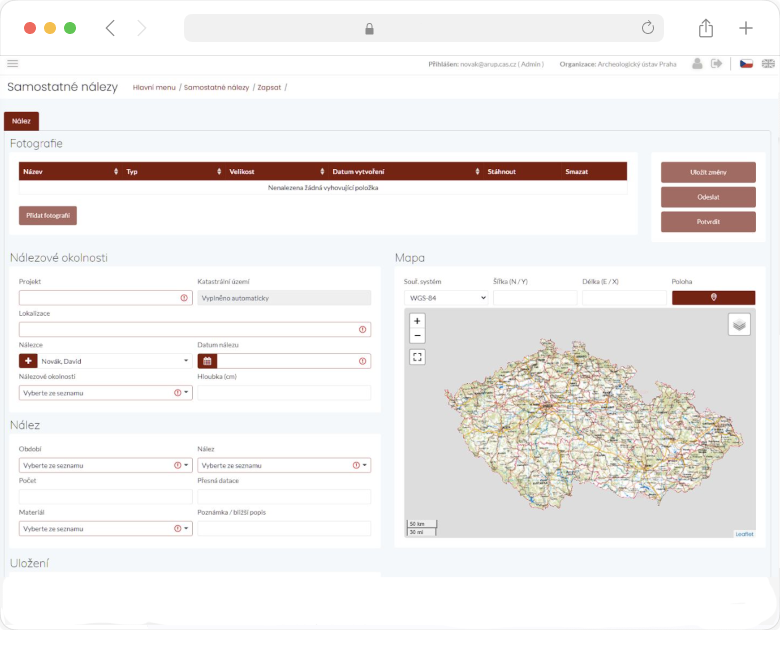 Přihlášen: novak@arup.cas.cz ( Admin ) Organizace: Archeologický ústav Praha
Samostatné nálezy Hlavní menu / Samostatné nálezy / Zapsat /
Nález
Fotografie
Název Typ Velikost Datum vytvoření Stáhnout Smazat
Nenalezena žádná vyhovující položka
Přidat fotografii
Uložit změny
Odeslat
Potvrdit
Nálezové okolnosti
Projekt Katastrální území
Vyplněno automaticky
Lokalizace
Nálezce Datum nálezu
Novák, David
Nálezové okolnosti Hloubka (cm)
Vyberte ze seznamu
Nález
Období Nález
Vyberte ze seznamu Vyberte ze seznamu
Počet Přesná datace
Materiál Poznámka / bližší popis
Vyberte ze seznamu
Uložení
Mapa
Souř. systém Šířka (N / Y) Délka (E / X) Poloha
WGS-84
+
−
50 km
30 mi
Leaflet